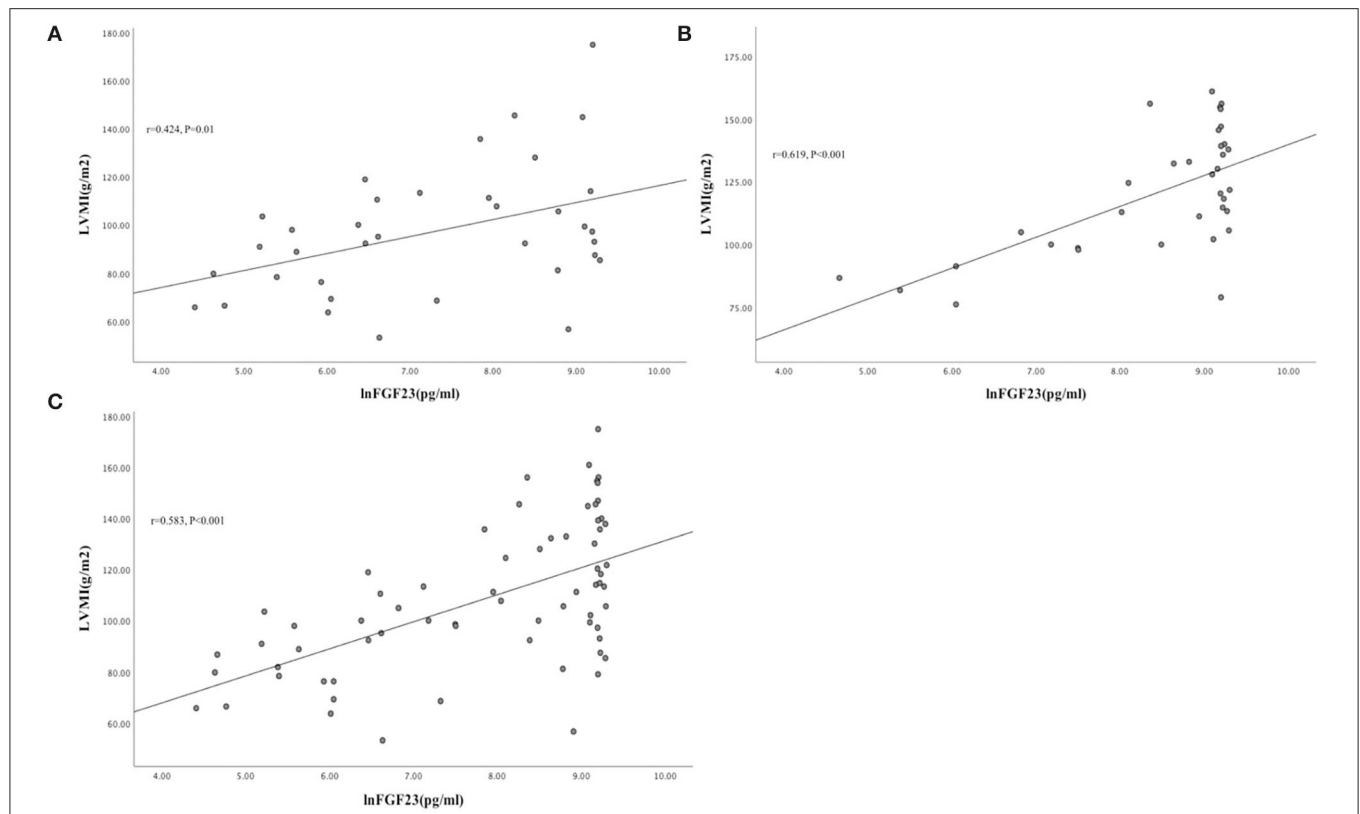 A
180.00
160.00
140.00
120.00
100.00
80.00
60.00
LVMI(g/m2)
r=0.424, P=0.01
4.00 5.00 6.00 7.00 8.00 9.00 10.00
lnFGF23(pg/ml)
B
175.00
150.00
125.00
100.00
75.00
LVMI(g/m2)
r=0.619, P<0.001
4.00 5.00 6.00 7.00 8.00 9.00 10.00
lnFGF23(pg/ml)
C
180.00
160.00
140.00
120.00
100.00
80.00
60.00
LVMI(g/m2)
r=0.583, P<0.001
4.00 5.00 6.00 7.00 8.00 9.00 10.00
lnFGF23(pg/ml)